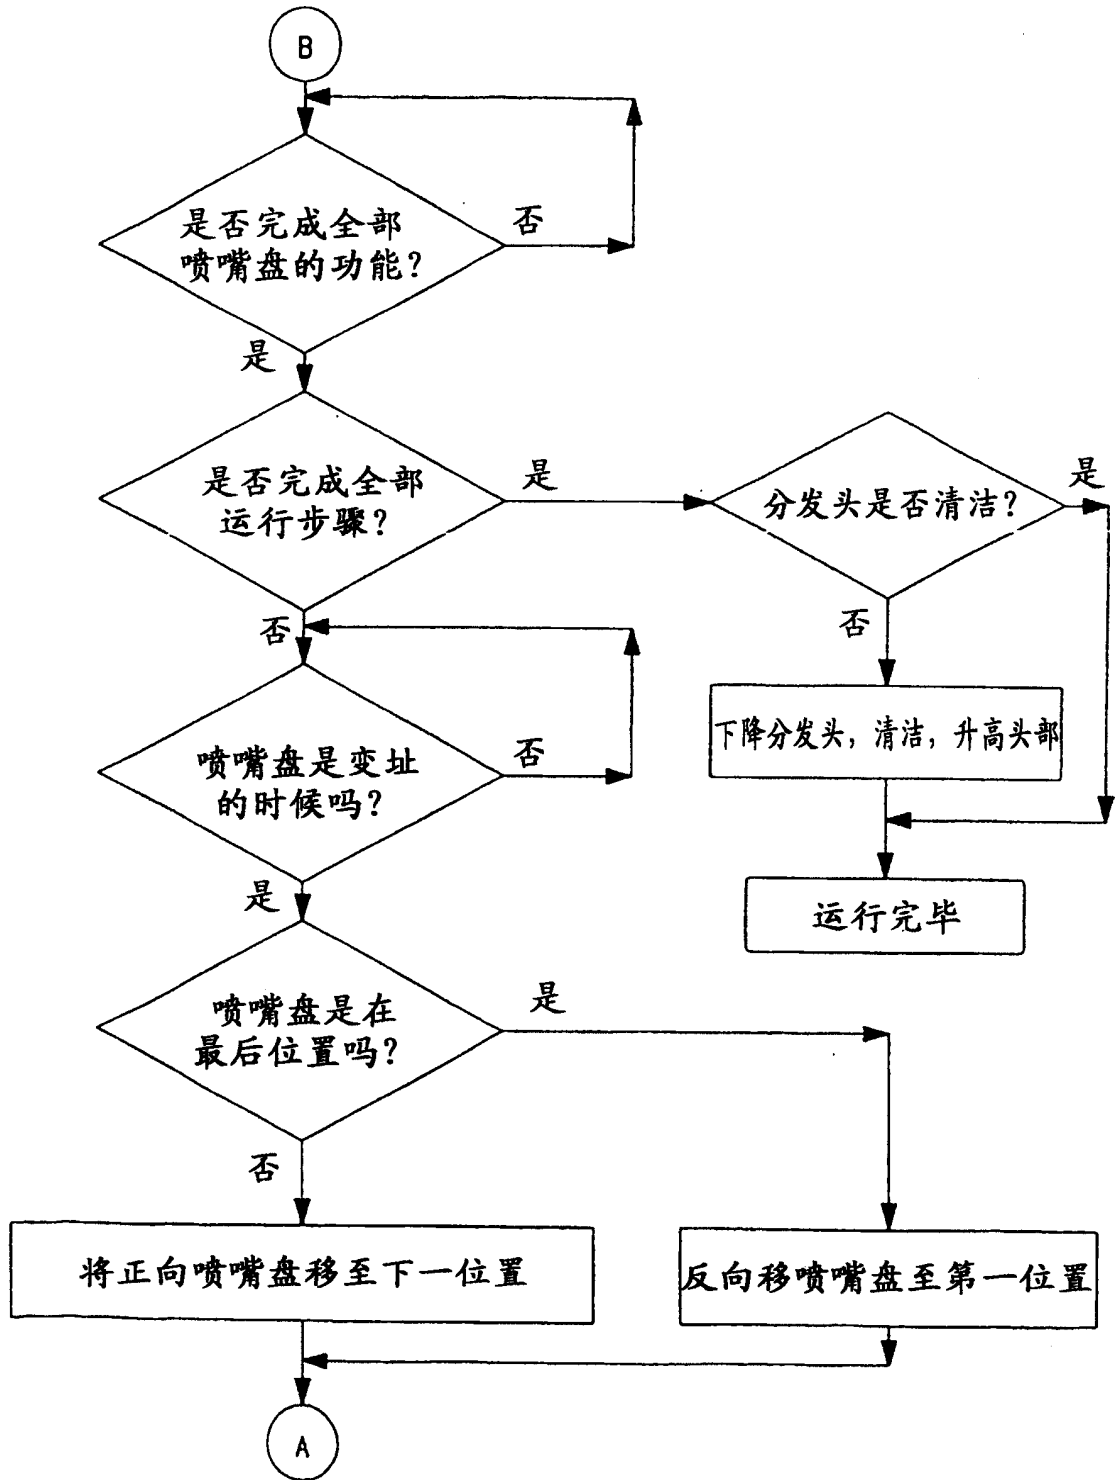 B
是否完成全部
喷嘴盘的功能?
否
是
是否完成全部
运行步骤?
是
分发头是否清洁?
是
否
否
下降分发头,清洁,升高头部
喷嘴盘是变址
的时候吗?
否
是
运行完毕
喷嘴盘是在
最后位置吗?
是
否
将正向喷嘴盘移至下一位置
反向移喷嘴盘至第一位置
A